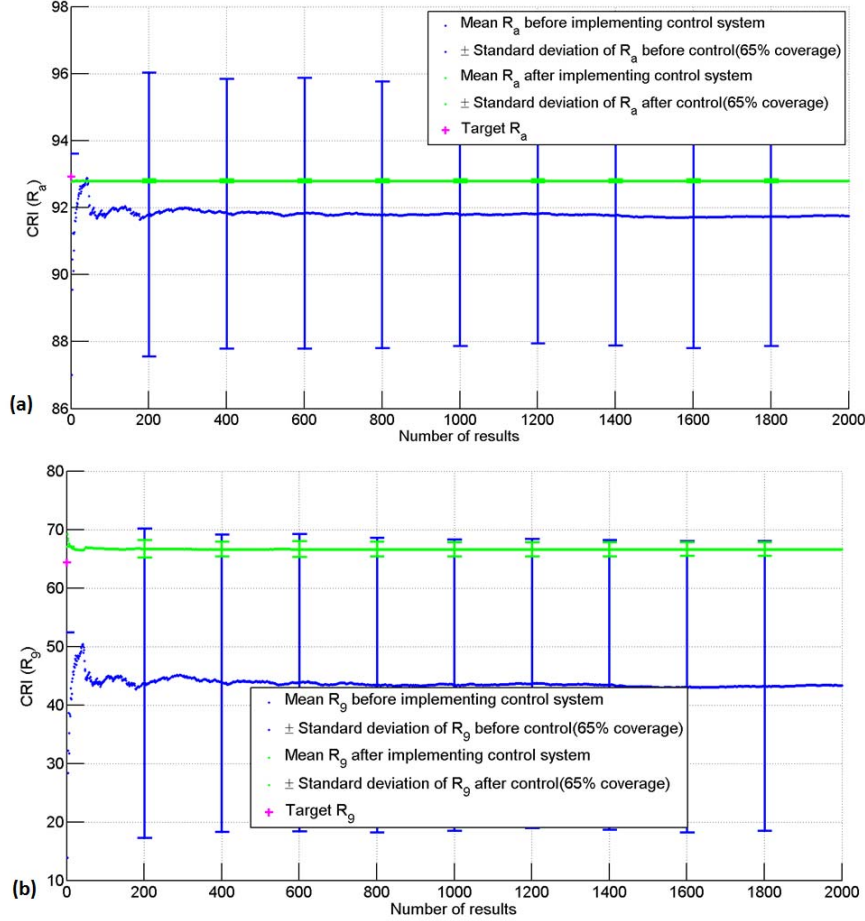 98
96
94
92
90
88
86
CRI (Ra)
Mean Ra before implementing control system
± Standard deviation of Ra before control(65% coverage)
Mean Ra after implementing control system
± Standard deviation of Ra after control(65% coverage)
Target Ra
(a)
0 200 400 600 800 1000 1200 1400 1600 1800 2000
Number of results
80
70
60
50
40
30
20
10
CRI (R9)
Mean R9 before implementing control system
± Standard deviation of R9 before control(65% coverage)
Mean R9 after implementing control system
± Standard deviation of R9 after control(65% coverage)
Target R9
(b)
0 200 400 600 800 1000 1200 1400 1600 1800 2000
Number of results